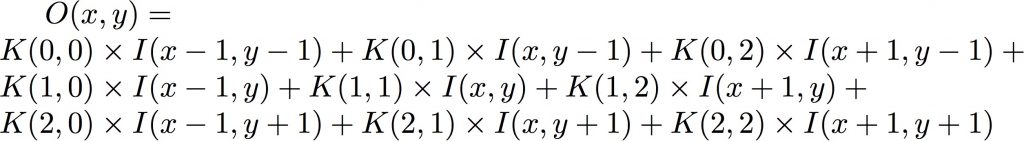 O(x, y) =
K(0, 0) × I(x − 1, y − 1) + K(0, 1) × I(x, y − 1) + K(0, 2) × I(x + 1, y − 1) +
K(1, 0) × I(x − 1, y) + K(1, 1) × I(x, y) + K(1, 2) × I(x + 1, y) +
K(2, 0) × I(x − 1, y + 1) + K(2, 1) × I(x, y + 1) + K(2, 2) × I(x + 1, y + 1)